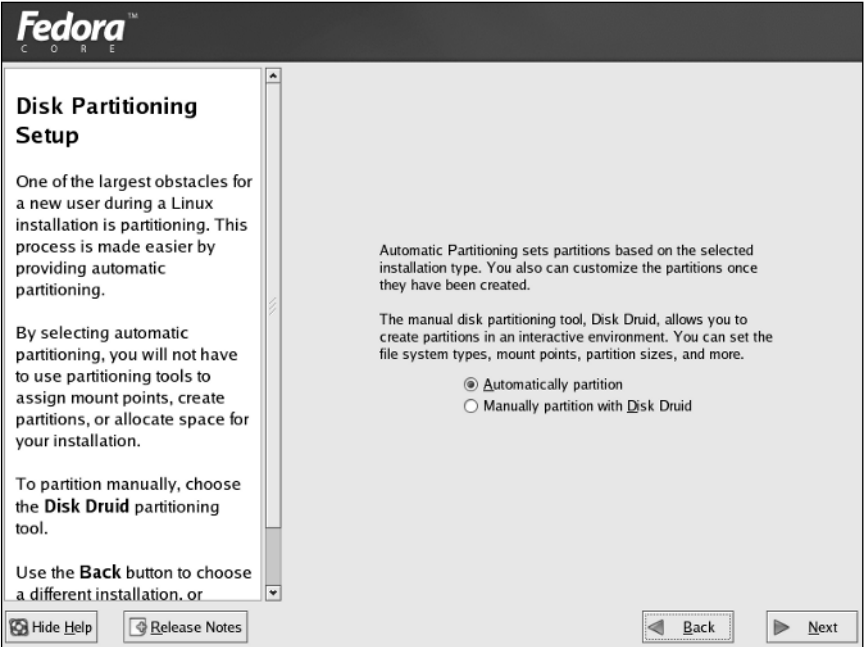 Fedora™
CORE
Disk Partitioning
Setup
One of the largest obstacles for
a new user during a Linux
installation is partitioning. This
process is made easier by
providing automatic
partitioning.
By selecting automatic
partitioning, you will not have
to use partitioning tools to
assign mount points, create
partitions, or allocate space for
your installation.
To partition manually, choose
the Disk Druid partitioning
tool.
Use the Back button to choose
a different installation, or
Automatic Partitioning sets partitions based on the selected
installation type. You also can customize the partitions once
they have been created.
The manual disk partitioning tool, Disk Druid, allows you to
create partitions in an interactive environment. You can set the
file system types, mount points, partition sizes, and more.
Automatically partition
Manually partition with Disk Druid
Hide Help
Release Notes
Back
Next